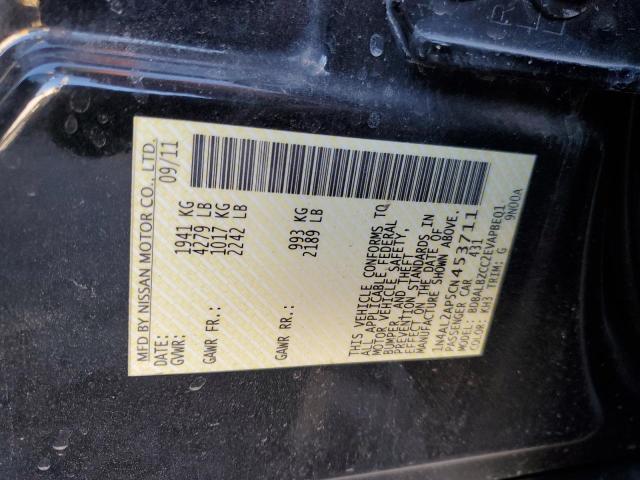 MFD BY NISSAN MOTOR CO., LTD.
DATE: 09/11
GVWR: 1941 KG
4279 LB
GAWR FR.: 1017 KG
2242 LB
GAWR RR.: 993 KG
2189 LB
THIS VEHICLE CONFORMS TO
ALL APPLICABLE FEDERAL
MOTOR VEHICLE SAFETY,
BUMPER AND THEFT
PREVENTION STANDARDS IN
EFFECT ON THE DATE OF
MANUFACTURE SHOWN ABOVE.
1N4AL2AP5CN453711
PASSENGER CAR 431
MODEL: BDBALBZCC2EVAPBE01
COLOR: KH3 TRIM: G 9N00A